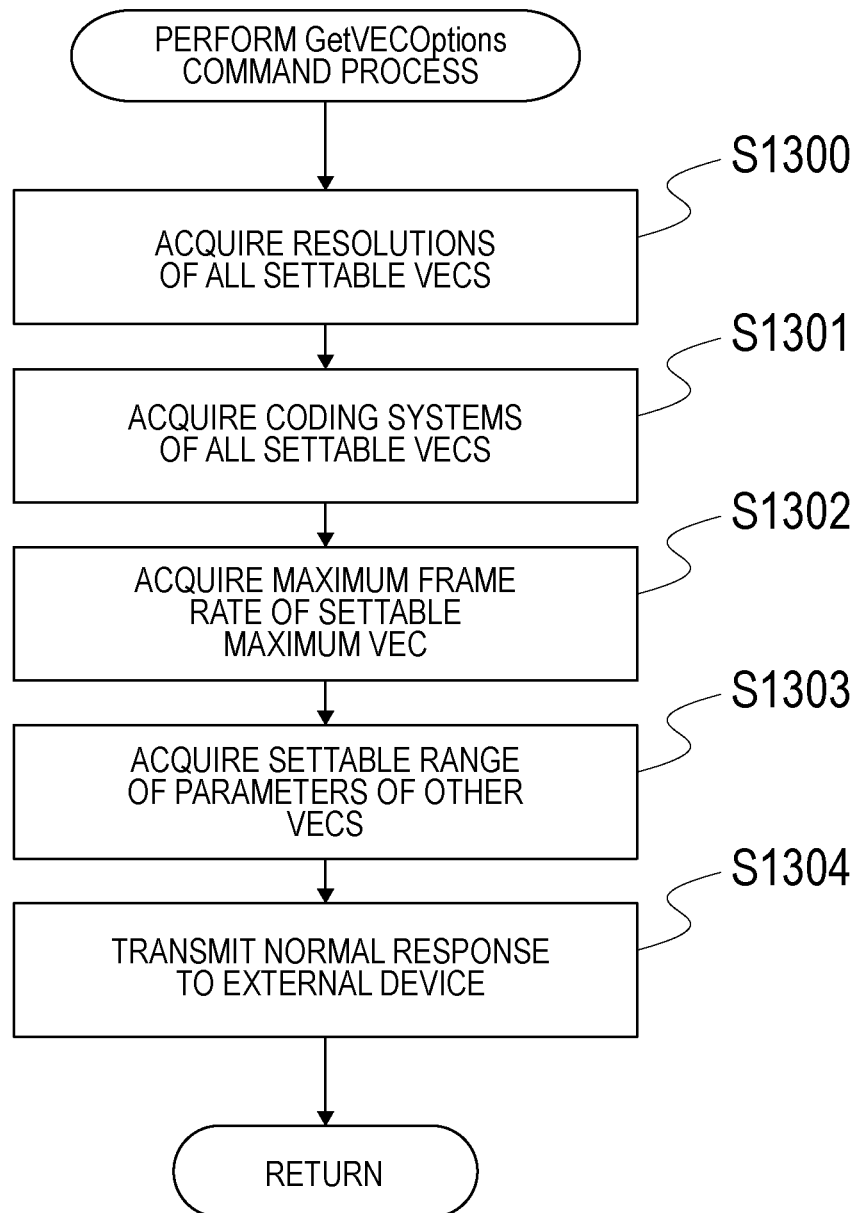 PERFORM GetVECOptions
COMMAND PROCESS
S1300
ACQUIRE RESOLUTIONS
OF ALL SETTABLE VECS
S1301
ACQUIRE CODING SYSTEMS
OF ALL SETTABLE VECS
S1302
ACQUIRE MAXIMUM FRAME
RATE OF SETTABLE
MAXIMUM VEC
S1303
ACQUIRE SETTABLE RANGE
OF PARAMETERS OF OTHER
VECS
S1304
TRANSMIT NORMAL RESPONSE
TO EXTERNAL DEVICE
RETURN